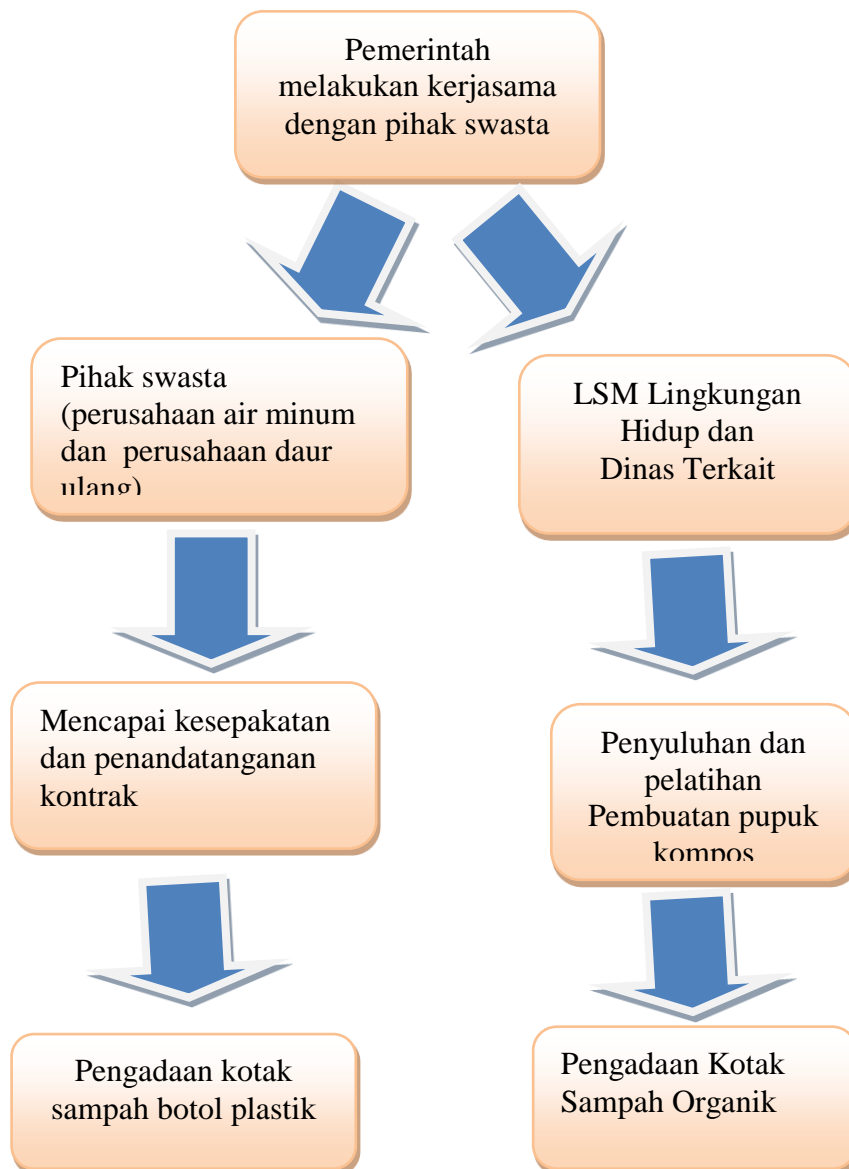 Pemerintah
melakukan kerjasama
dengan pihak swasta
Pihak swasta
(perusahaan air minum
dan perusahaan daur
ulang)
LSM Lingkungan
Hidup dan
Dinas Terkait
Mencapai kesepakatan
dan penandatanganan
kontrak
Penyuluhan dan
pelatihan
Pembuatan pupuk
kompos
Pengadaan kotak
sampah botol plastik
Pengadaan Kotak
Sampah Organik